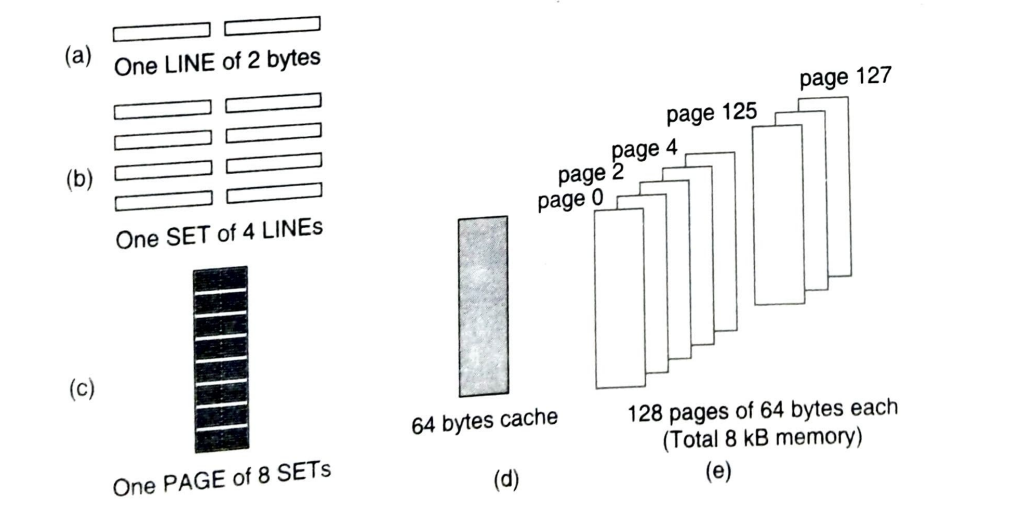 (a)
One LINE of 2 bytes
(b)
One SET of 4 LINEs
(c)
One PAGE of 8 SETs
64 bytes cache
(d)
page 0
page 2
page 4
page 125
page 127
128 pages of 64 bytes each
(Total 8 kB memory)
(e)